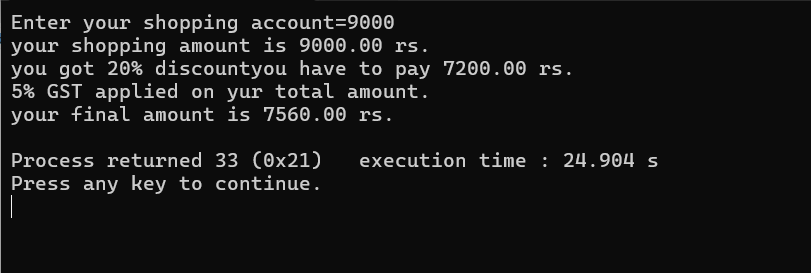 Enter your shopping account=9000
your shopping amount is 9000.00 rs.
you got 20% discountyou have to pay 7200.00 rs.
5% GST applied on yur total amount.
your final amount is 7560.00 rs.
Process returned 33 (0x21)   execution time : 24.904 s
Press any key to continue.